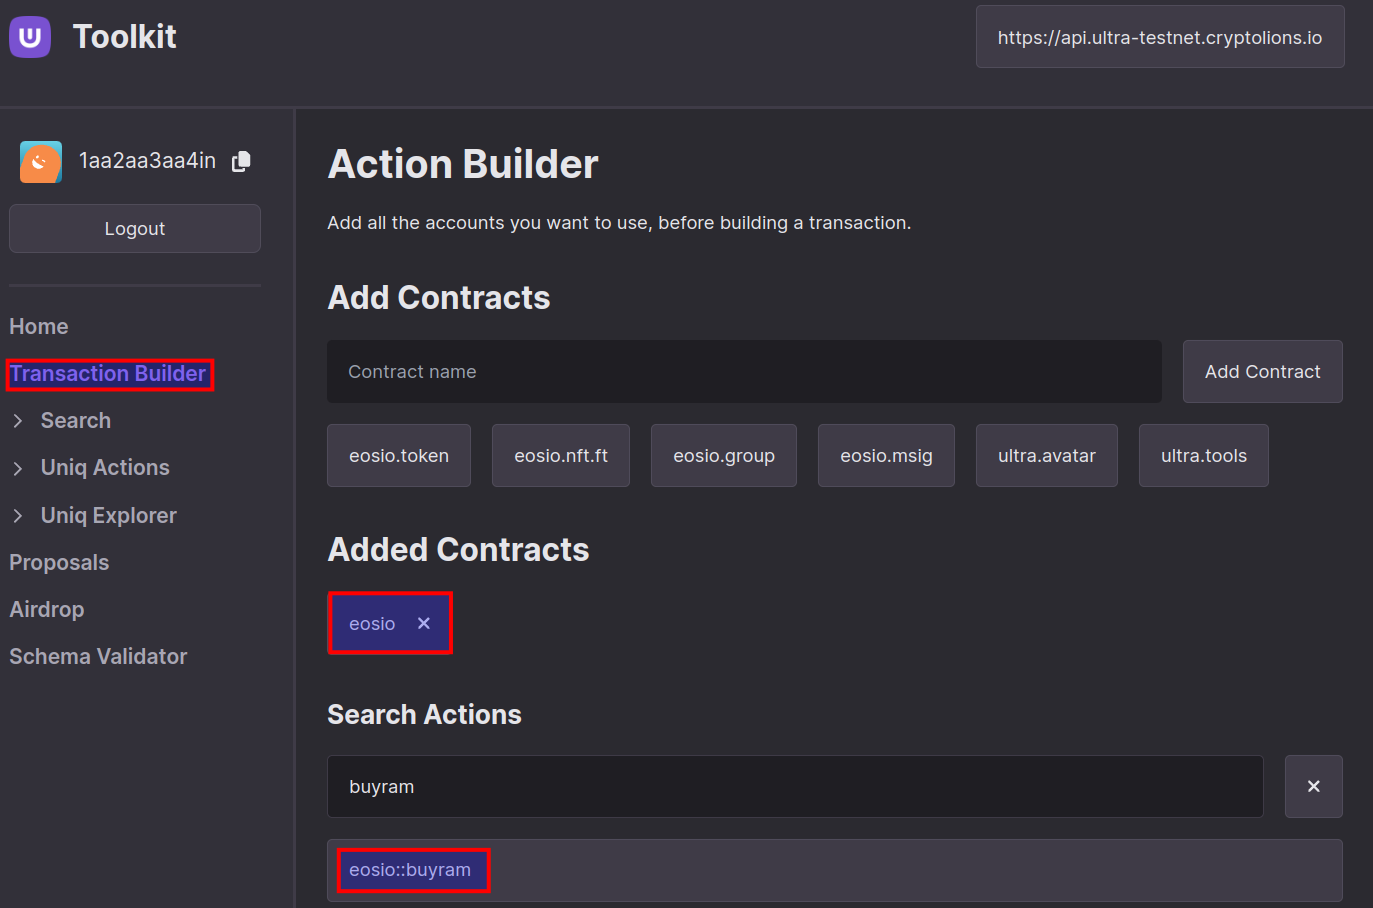 Toolkit
https://api.ultra-testnet.cryptolions.io
1aa2aa3aa4in
Logout
Home
Transaction Builder
Search
Uniq Actions
Uniq Explorer
Proposals
Airdrop
Schema Validator
Action Builder
Add all the accounts you want to use, before building a transaction.
Add Contracts
Contract name
Add Contract
eosio.token eosio.nft.ft eosio.group eosio.msig ultra.avatar ultra.tools
Added Contracts
eosio ×
Search Actions
buyram ×
eosio::buyram